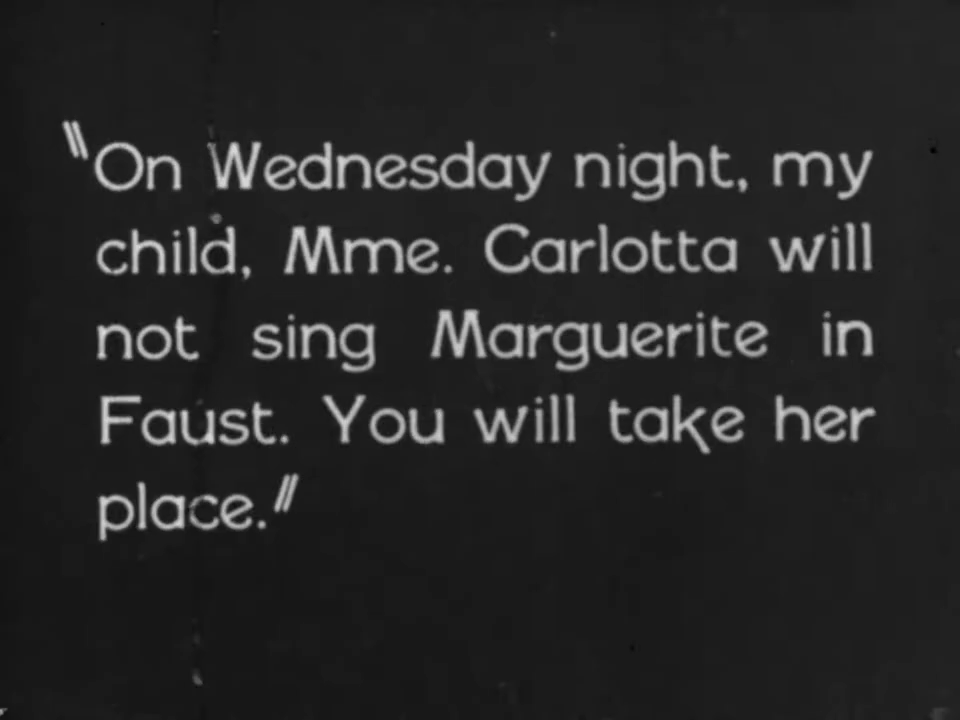 "On Wednesday night, my
child, Mme. Carlotta will
not sing Marguerite in
Faust. You will take her
place."